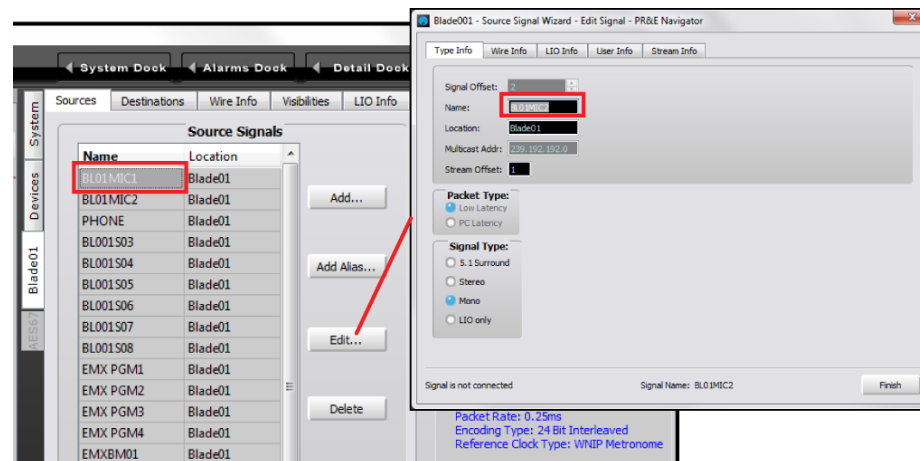 Blade001 - Source Signal Wizard - Edit Signal - PR&E Navigator
Type Info Wire Info LIO Info User Info Stream Info
Signal Offset: 2
Name: BL01MIC2
Location: Blade01
Multicast Addr: 239.192.192.0
Stream Offset: 1
Packet Type:
Low Latency
PC Latency
Signal Type:
5.1 Surround
Stereo
Mono
LIO only
Signal is not connected Signal Name: BL01MIC2 Finish
System Dock Alarms Dock Detail Dock
System
Devices
Blade01
AES67
Sources Destinations Wire Info Visibilities LIO Info
Source Signals
Name Location
BL01MIC1 Blade01
BL01MIC2 Blade01
PHONE Blade01
BL001S03 Blade01
BL001S04 Blade01
BL001S05 Blade01
BL001S06 Blade01
BL001S07 Blade01
BL001S08 Blade01
EMX PGM1 Blade01
EMX PGM2 Blade01
EMX PGM3 Blade01
EMX PGM4 Blade01
EMXBM01 Blade01
Add...
Add Alias...
Edit...
Delete
Packet Rate: 0.25ms
Encoding Type: 24 Bit Interleaved
Reference Clock Type: WNIP Metronome